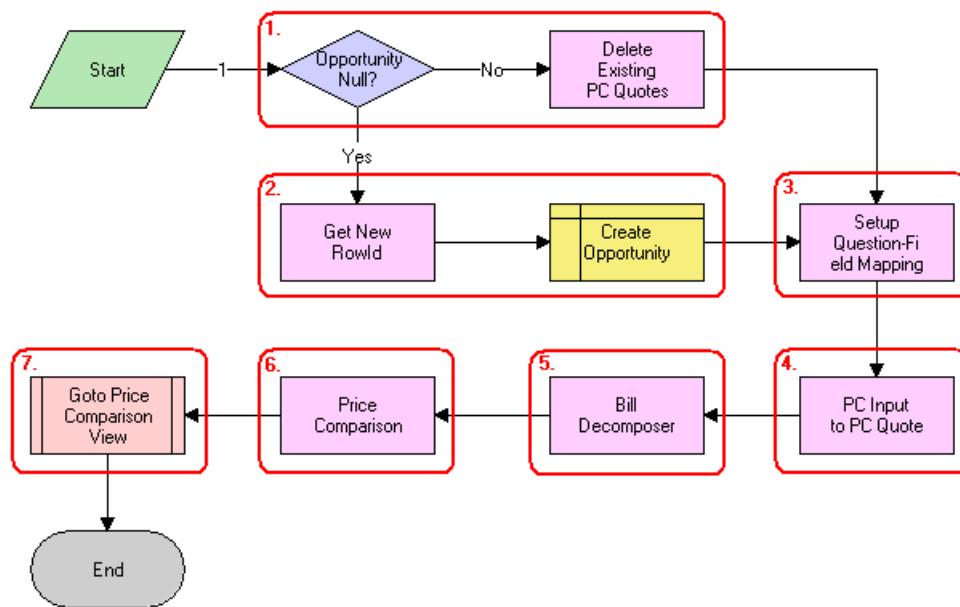 1.
Start
1
Opportunity
Null?
No
Delete
Existing
PC Quotes
Yes
2.
Get New
RowId
Create
Opportunity
3.
Setup
Question-Fi
eld Mapping
7.
Goto Price
Comparison
View
6.
Price
Comparison
5.
Bill
Decomposer
4.
PC Input
to PC Quote
End